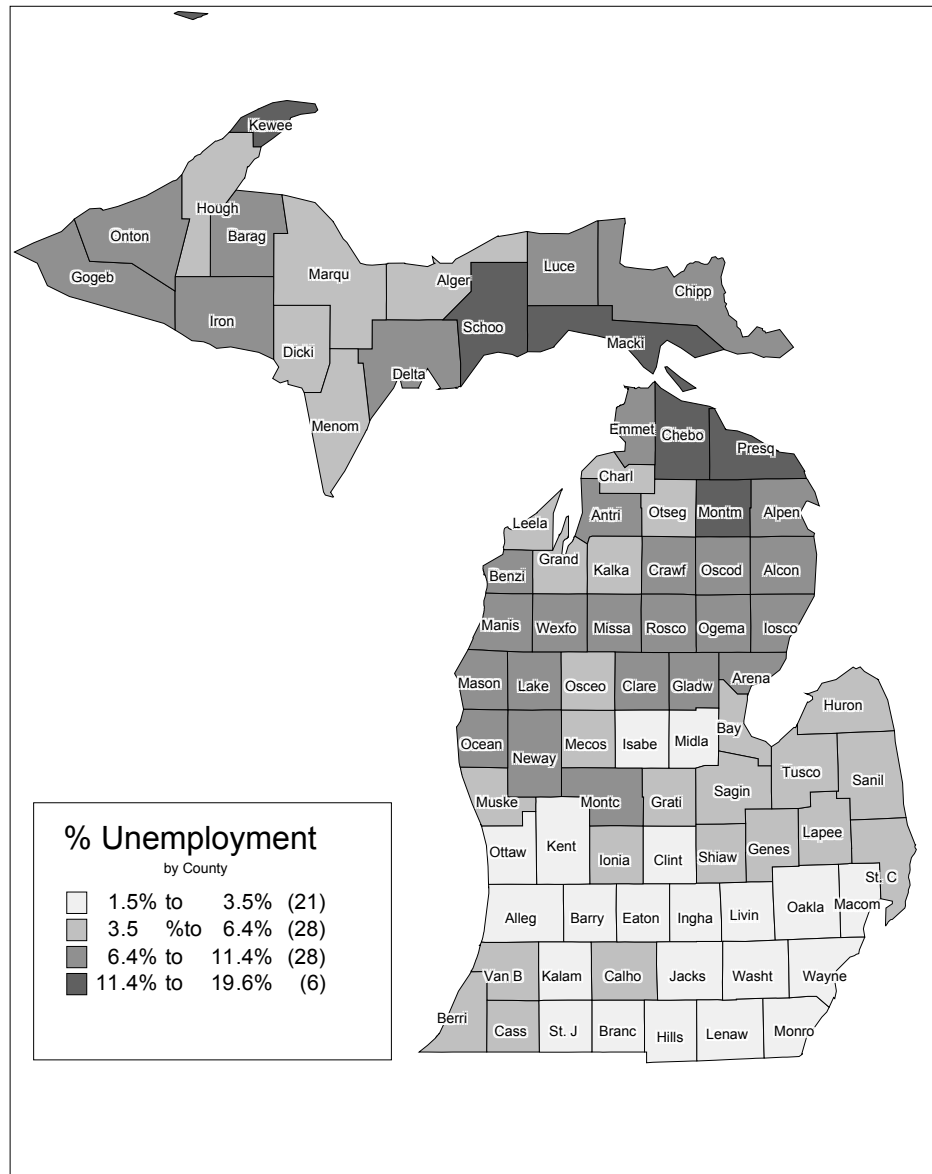 Kewee
Hough
Onton
Barag
Gogeb
Marqu
Alger
Luce
Chipp
Iron
Schoo
Macki
Dicki
Delta
Menom
Emmet
Chebo
Presq
Charl
Antri
Otseg
Montm
Alpen
Leela
Grand
Benzi
Kalka
Crawf
Oscod
Alcon
Manis
Wexfo
Missa
Rosco
Ogema
Iosco
Mason
Lake
Osceo
Clare
Gladw
Arena
Huron
Ocean
Neway
Mecos
Isabe
Midla
Bay
Tusco
Sanil
Muske
Montc
Grati
Sagin
Ottaw
Kent
Ionia
Clint
Shiaw
Genes
Lapee
St. C
Alleg
Barry
Eaton
Ingha
Livin
Oakla
Macom
Van B
Kalam
Calho
Jacks
Washt
Wayne
Berri
Cass
St. J
Branc
Hills
Lenaw
Monro
% Unemployment
by County
1.5% to 3.5% (21)
3.5 %to 6.4% (28)
6.4% to 11.4% (28)
11.4% to 19.6% (6)